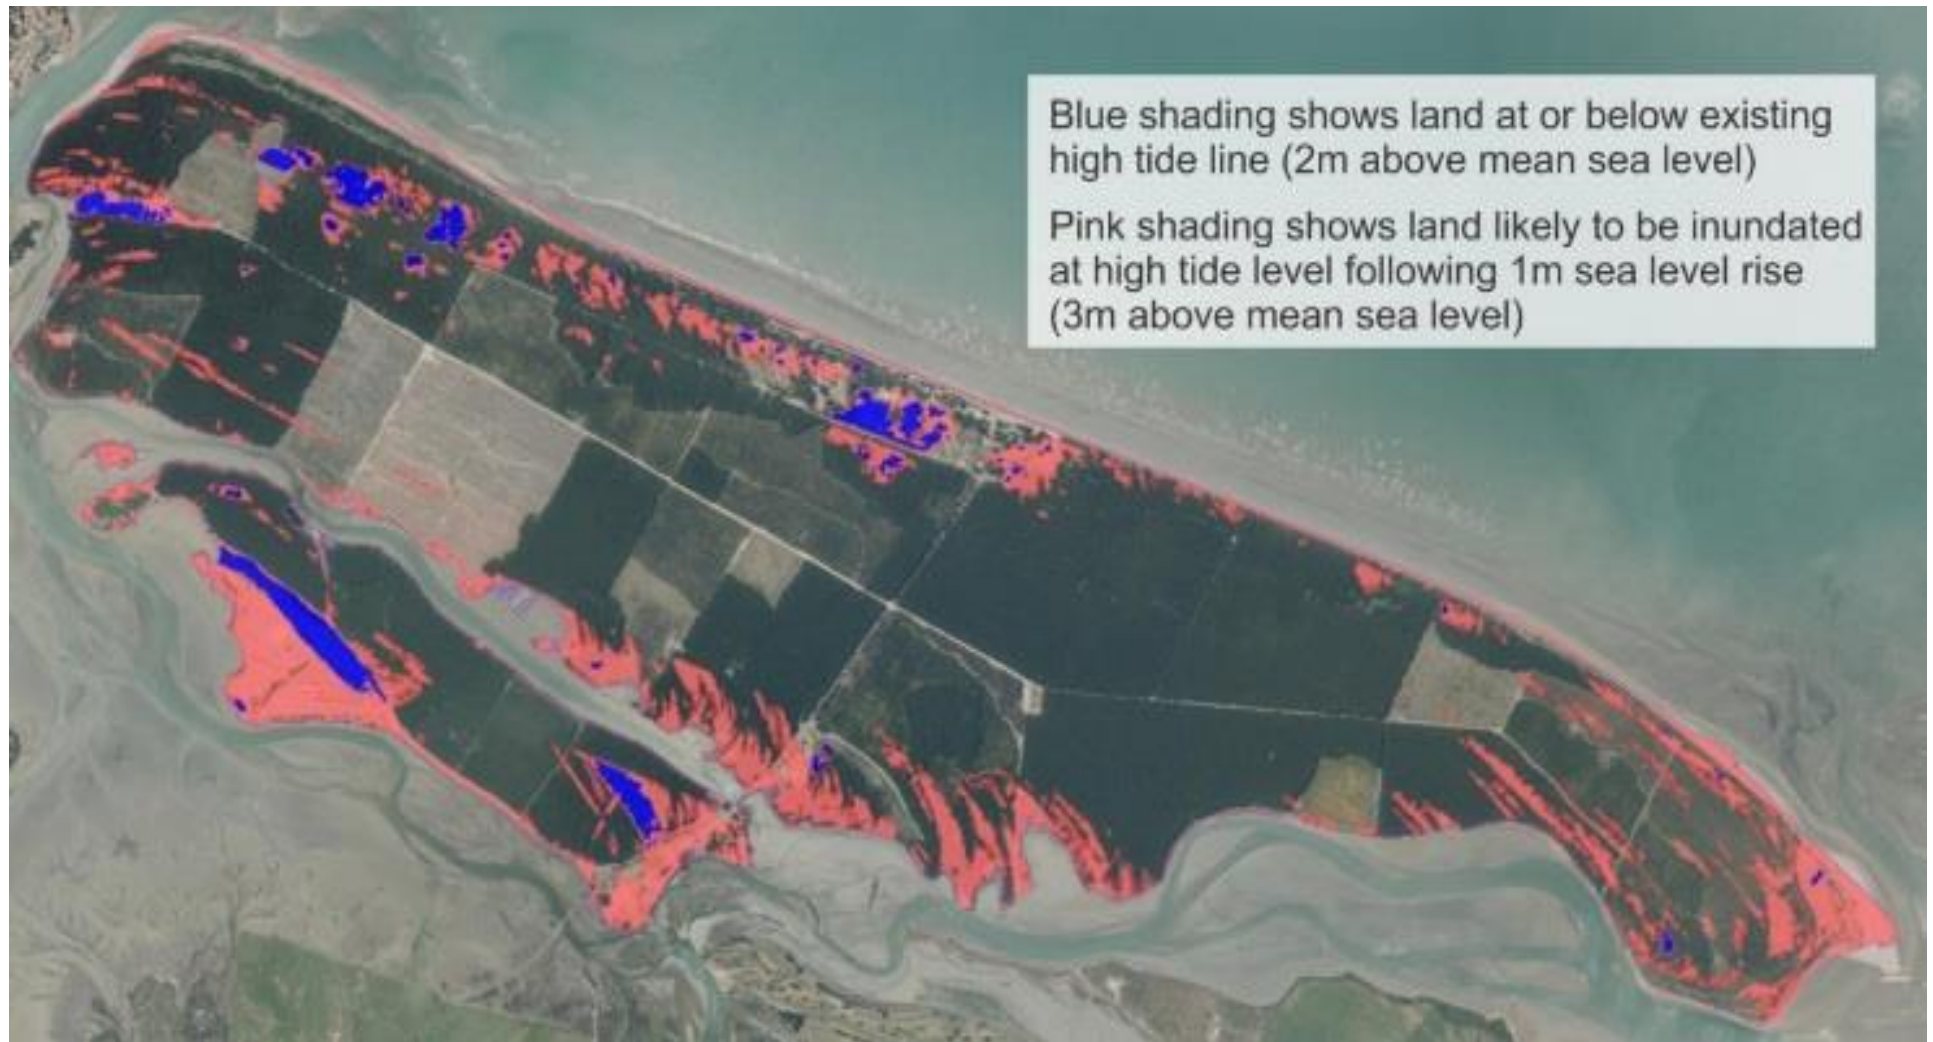 Blue shading shows land at or below existing
high tide line (2m above mean sea level)
Pink shading shows land likely to be inundated
at high tide level following 1m sea level rise
(3m above mean sea level)